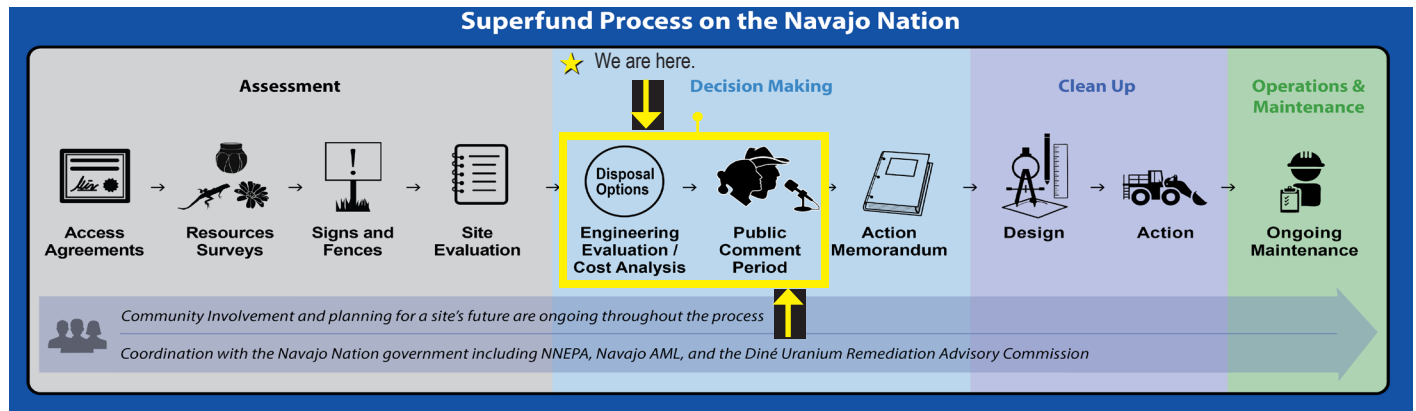 Superfund Process on the Navajo Nation
We are here.
Assessment
Decision Making
Clean Up
Operations &
Maintenance
!
Disposal
Options
Access
Agreements
Resources
Surveys
Signs and
Fences
Site
Evaluation
Engineering
Evaluation /
Cost Analysis
Public
Comment
Period
Action
Memorandum
Design
Action
Ongoing
Maintenance
Community Involvement and planning for a site's future are ongoing throughout the process
Coordination with the Navajo Nation government including NNEPA, Navajo AML, and the Diné Uranium Remediation Advisory Commission